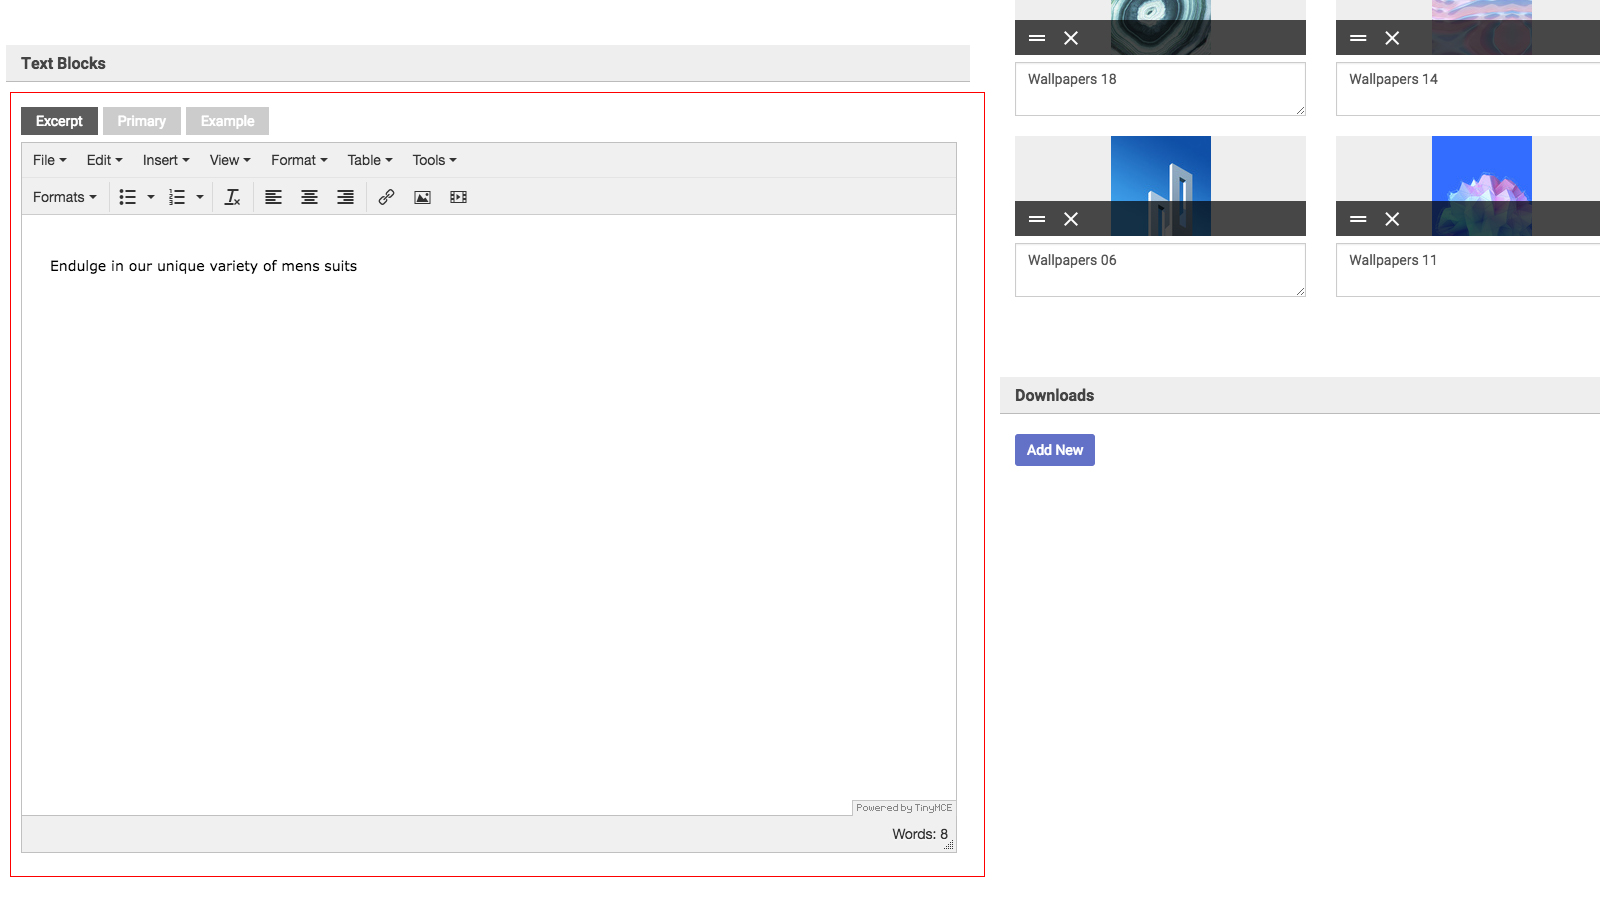 Text Blocks
Excerpt Primary Example
File Edit Insert View Format Table Tools
Formats
Endulge in our unique variety of mens suits
Powered by TinyMCE
Words: 8
Wallpapers 18 Wallpapers 14
Wallpapers 06 Wallpapers 11
Downloads
Add New